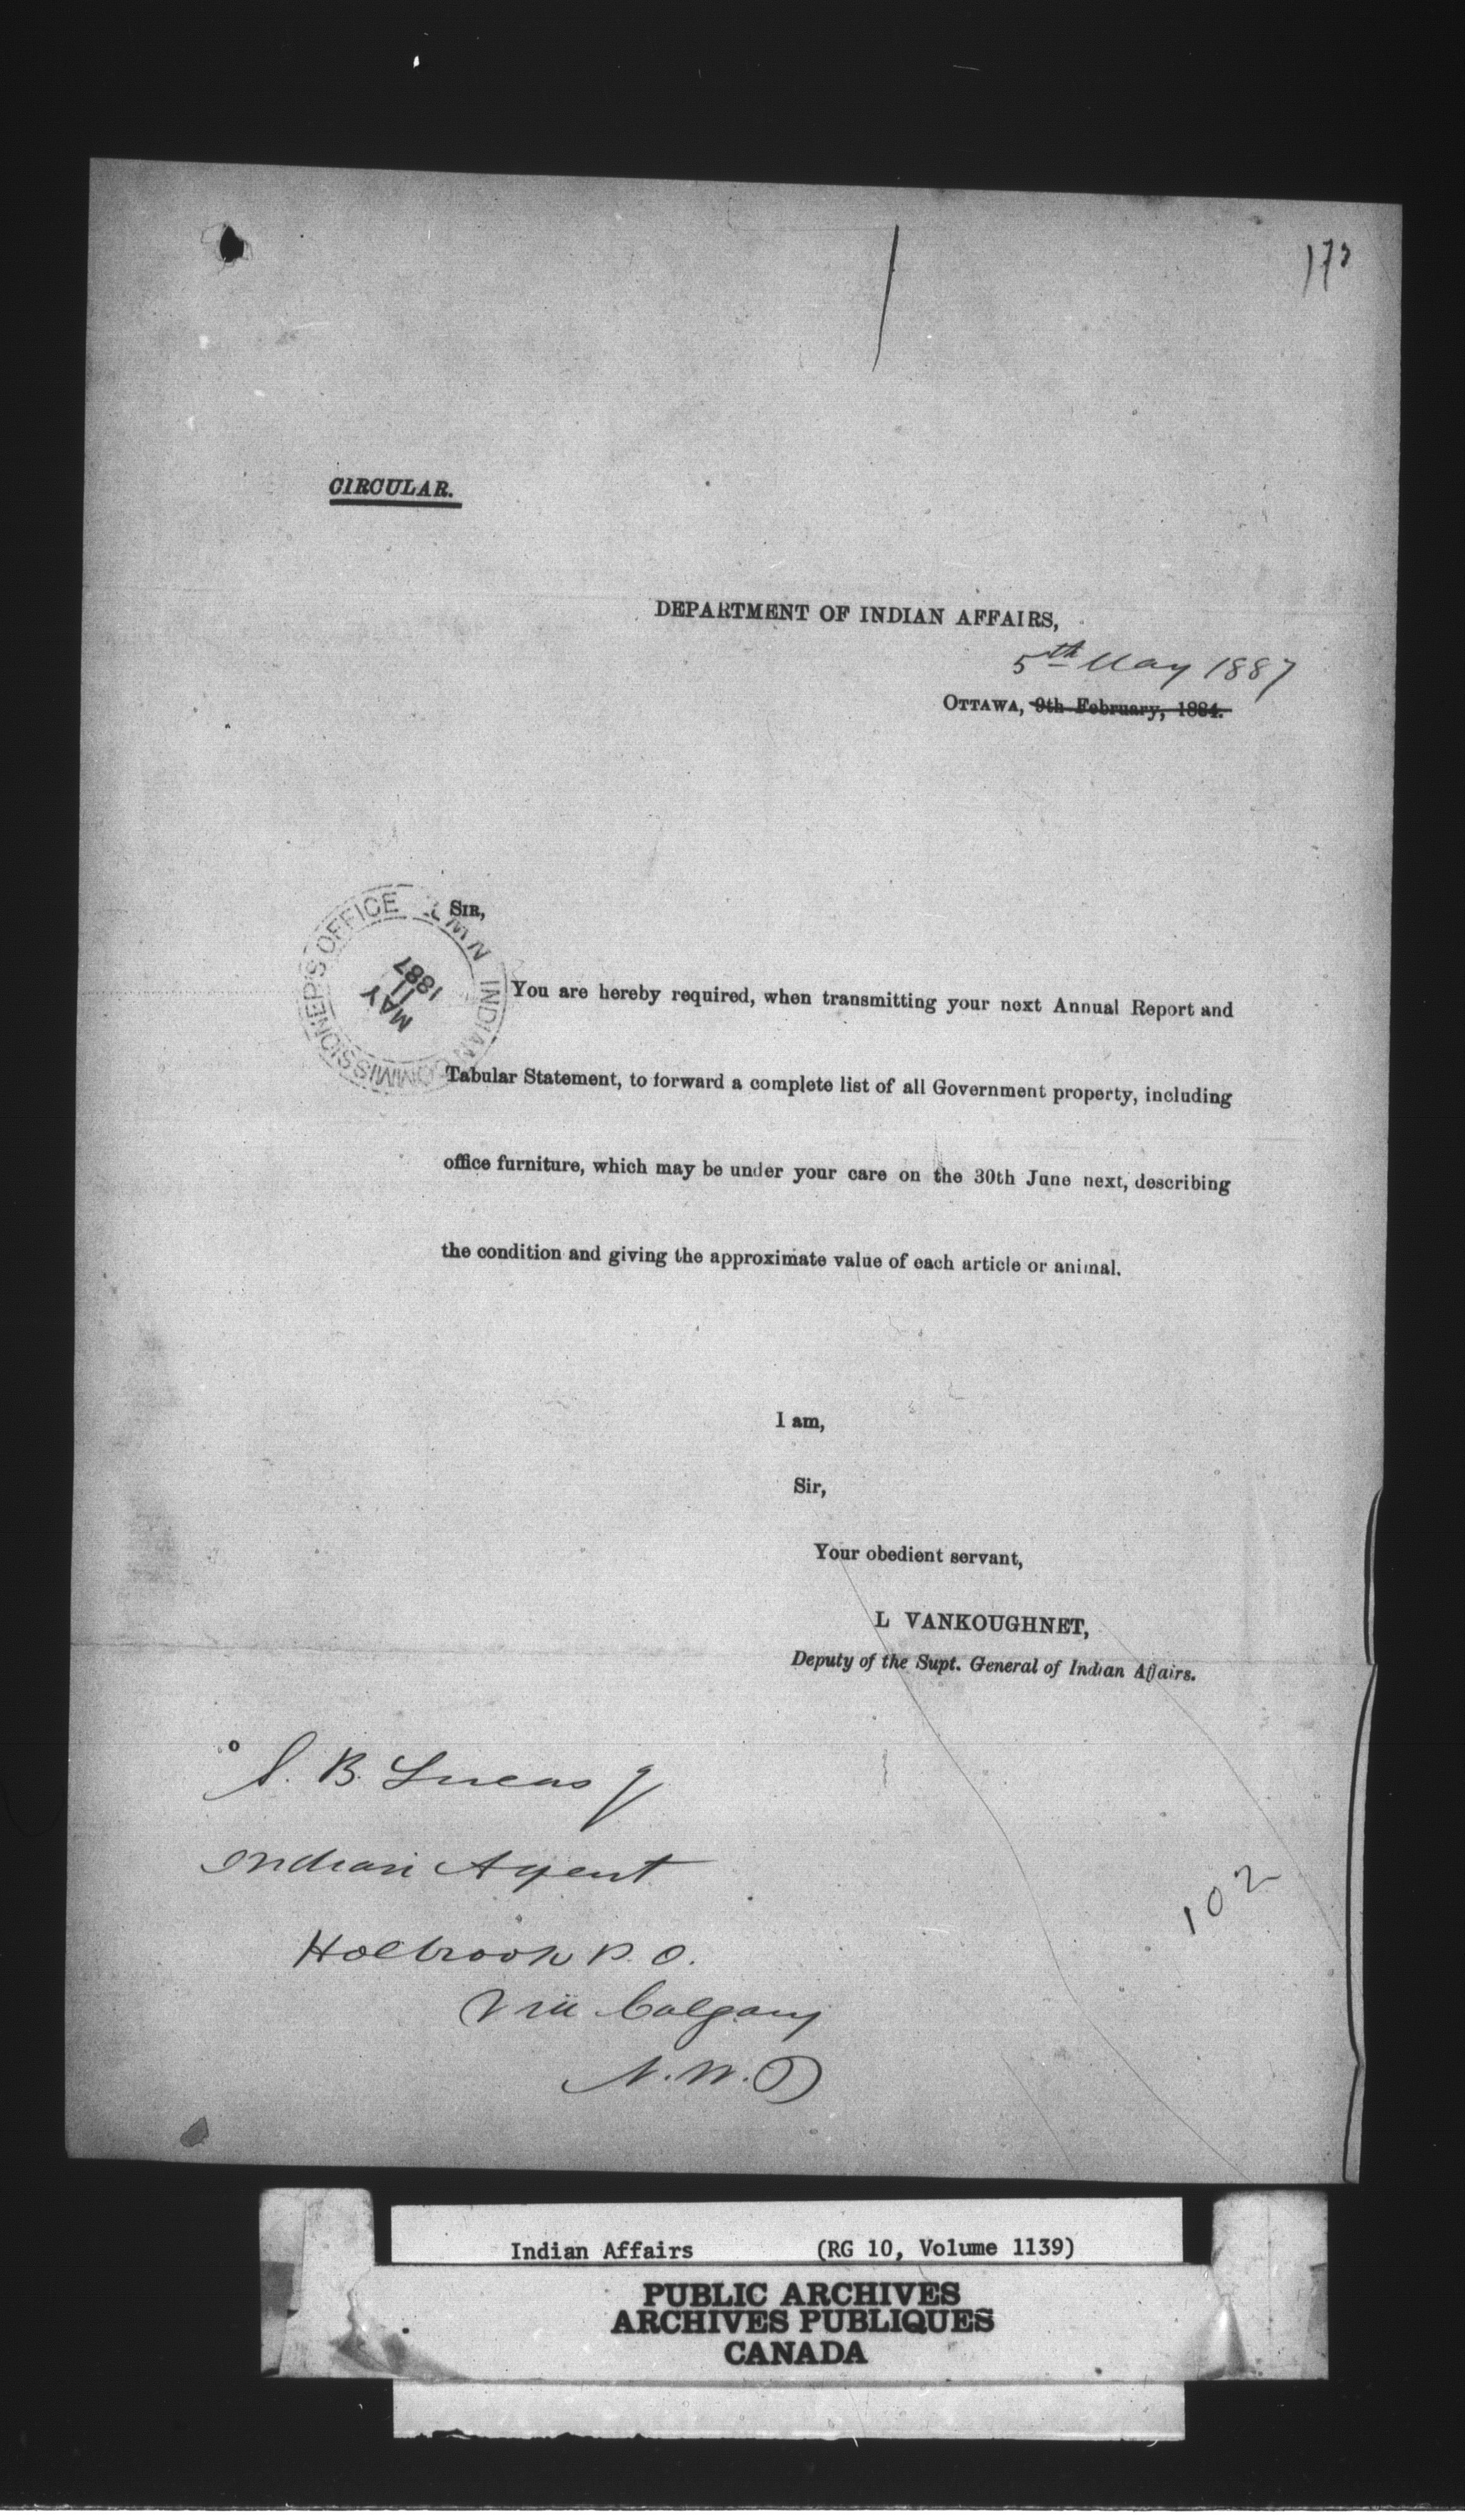 173
CIRCULAR.
DEPARTMENT OF INDIAN AFFAIRS,
5th May 1887
OTTAWA, 9th February, 1884.
SIR,
INDIAN COMMISSIONER'S OFFICE N W
MAY
11
1887
You are hereby required, when transmitting your next Annual Report and
Tabular Statement, to forward a complete list of all Government property, including
office furniture, which may be under your care on the 30th June next, describing
the condition and giving the approximate value of each article or animal.
I am,
Sir,
Your obedient servant,
L VANKOUGHNET,
Deputy of the Supt. General of Indian Affairs.
S. B. Lucas
Indian Agent
Holbrook P.O.
Via Calgary
N.W.T
102
Indian Affairs (RG 10, Volume 1139)
PUBLIC ARCHIVES
ARCHIVES PUBLIQUES
CANADA